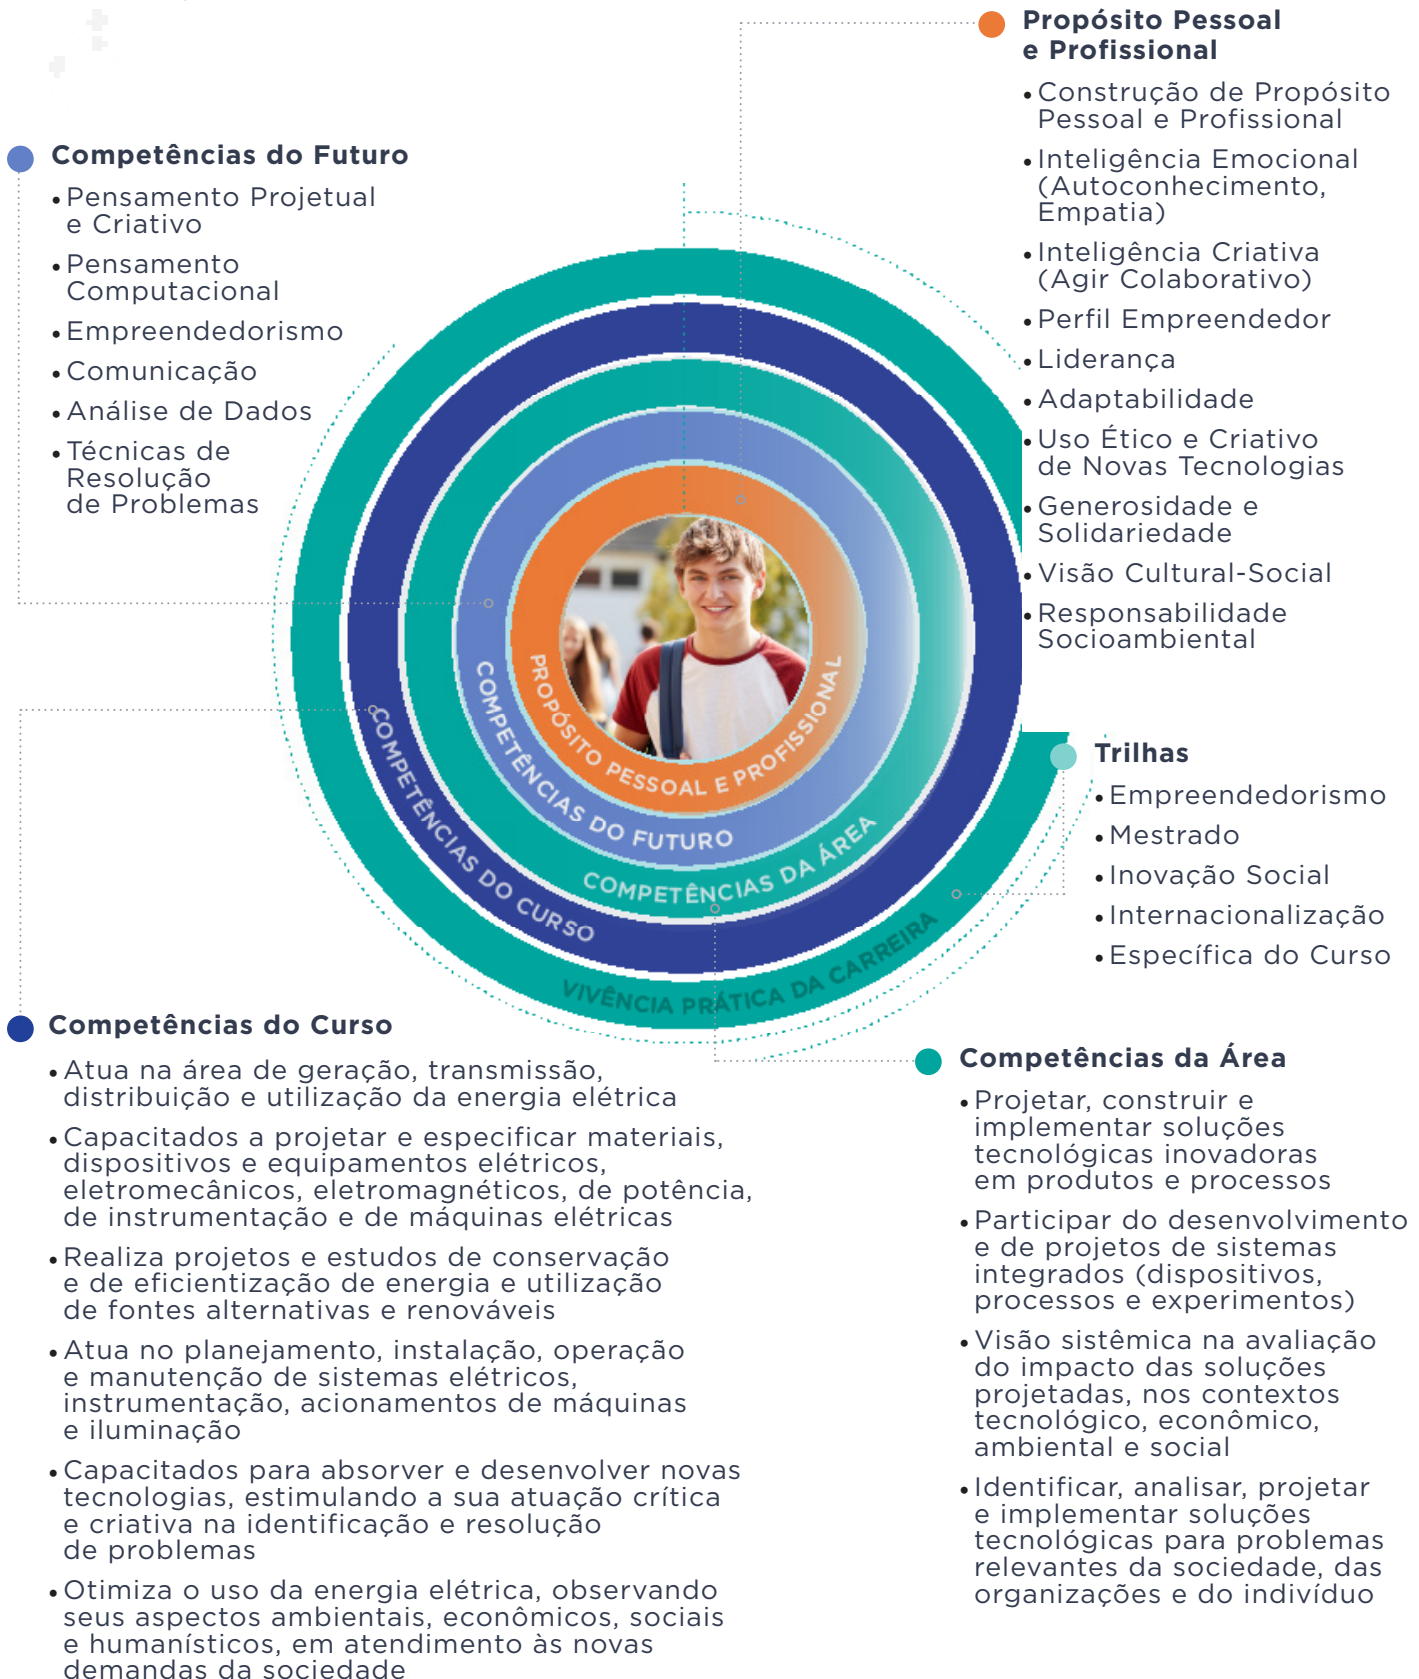 Propósito Pessoal
e Profissional
• Construção de Propósito
Pessoal e Profissional
• Inteligência Emocional
(Autoconhecimento,
Empatia)
• Inteligência Criativa
(Agir Colaborativo)
• Perfil Empreendedor
• Liderança
• Adaptabilidade
• Uso Ético e Criativo
de Novas Tecnologias
• Generosidade e
Solidariedade
• Visão Cultural-Social
• Responsabilidade
Socioambiental
Competências do Futuro
• Pensamento Projetual
e Criativo
• Pensamento
Computacional
• Empreendedorismo
• Comunicação
• Análise de Dados
• Técnicas de
Resolução
de Problemas
PROPÓSITO PESSOAL E PROFISSIONAL
COMPETÊNCIAS DO FUTURO
COMPETÊNCIAS DA ÁREA
COMPETÊNCIAS DO CURSO
VIVÊNCIA PRÁTICA DA CARREIRA
Trilhas
• Empreendedorismo
• Mestrado
• Inovação Social
• Internacionalização
• Específica do Curso
Competências do Curso
• Atua na área de geração, transmissão,
distribuição e utilização da energia elétrica
• Capacitados a projetar e especificar materiais,
dispositivos e equipamentos elétricos,
eletromecânicos, eletromagnéticos, de potência,
de instrumentação e de máquinas elétricas
• Realiza projetos e estudos de conservação
e de eficientização de energia e utilização
de fontes alternativas e renováveis
• Atua no planejamento, instalação, operação
e manutenção de sistemas elétricos,
instrumentação, acionamentos de máquinas
e iluminação
• Capacitados para absorver e desenvolver novas
tecnologias, estimulando a sua atuação crítica
e criativa na identificação e resolução
de problemas
• Otimiza o uso da energia elétrica, observando
seus aspectos ambientais, econômicos, sociais
e humanísticos, em atendimento às novas
demandas da sociedade
Competências da Área
• Projetar, construir e
implementar soluções
tecnológicas inovadoras
em produtos e processos
• Participar do desenvolvimento
e de projetos de sistemas
integrados (dispositivos,
processos e experimentos)
• Visão sistêmica na avaliação
do impacto das soluções
projetadas, nos contextos
tecnológico, econômico,
ambiental e social
• Identificar, analisar, projetar
e implementar soluções
tecnológicas para problemas
relevantes da sociedade, das
organizações e do indivíduo